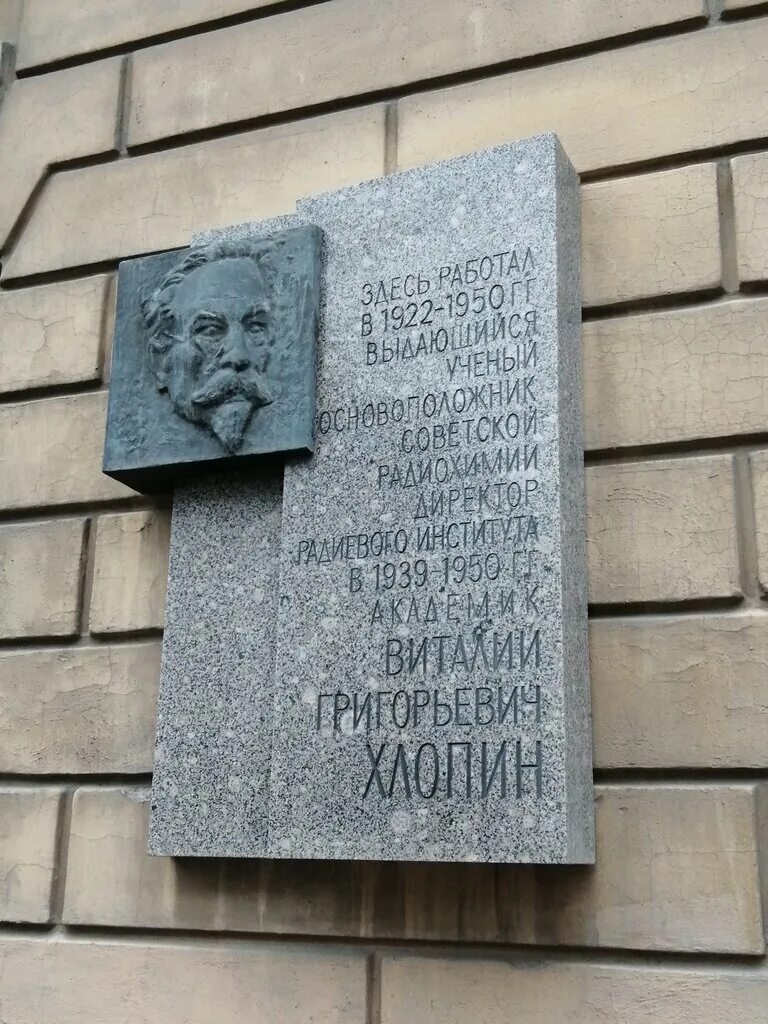 ЗДЕСЬ РАБОТАЛ
В 1922-1950 ГГ
ВЫДАЮЩИЙСЯ
УЧЕНЫЙ
ОСНОВОПОЛОЖНИК
СОВЕТСКОЙ
РАДИОХИМИИ
ДИРЕКТОР
РАДИЕВОГО ИНСТИТУТА
В 1939-1950 ГГ
АКАДЕМИК
ВИТАЛИЙ
ГРИГОРЬЕВИЧ
ХЛОПИН